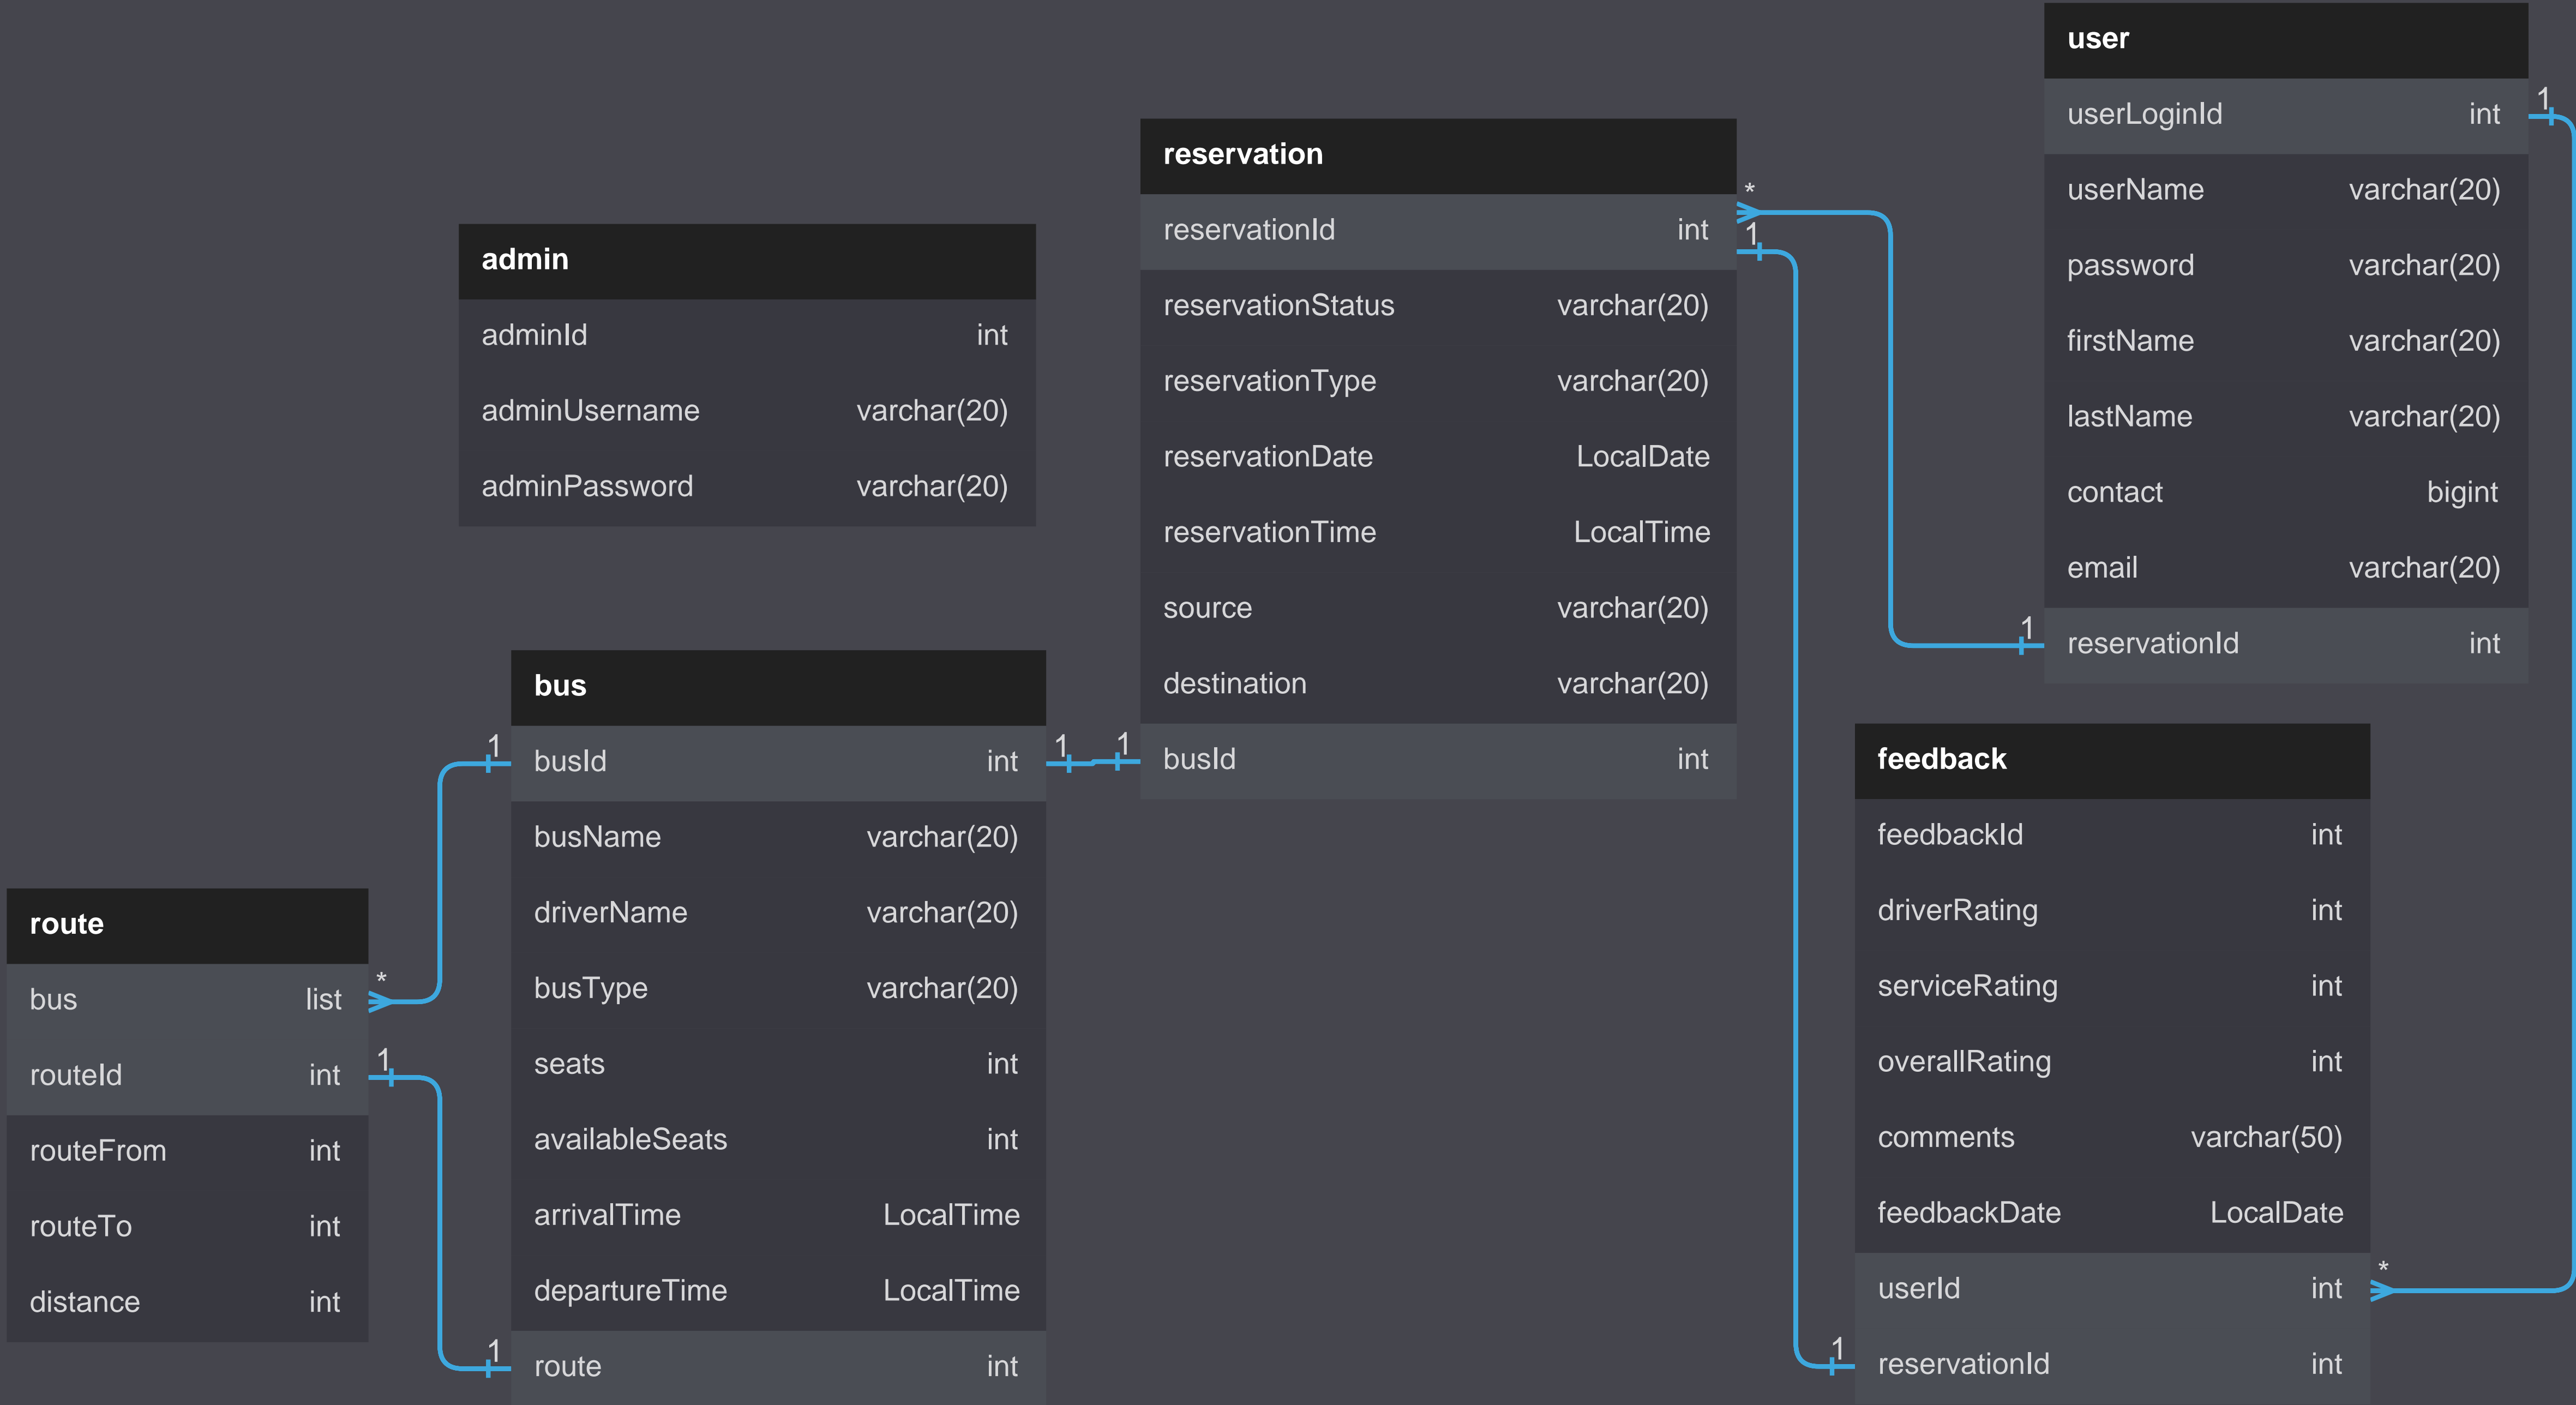 user
userLoginId int
userName varchar(20)
password varchar(20)
firstName varchar(20)
lastName varchar(20)
contact bigint
email varchar(20)
reservationId int
1
1
reservation
reservationId int
reservationStatus varchar(20)
reservationType varchar(20)
reservationDate LocalDate
reservationTime LocalTime
source varchar(20)
destination varchar(20)
busId int
*
1
1
admin
adminId int
adminUsername varchar(20)
adminPassword varchar(20)
bus
busId int
busName varchar(20)
driverName varchar(20)
busType varchar(20)
seats int
availableSeats int
arrivalTime LocalTime
departureTime LocalTime
route int
1
1
1
route
bus list
routeId int
routeFrom int
routeTo int
distance int
*
1
feedback
feedbackId int
driverRating int
serviceRating int
overallRating int
comments varchar(50)
feedbackDate LocalDate
userId int
reservationId int
*
1